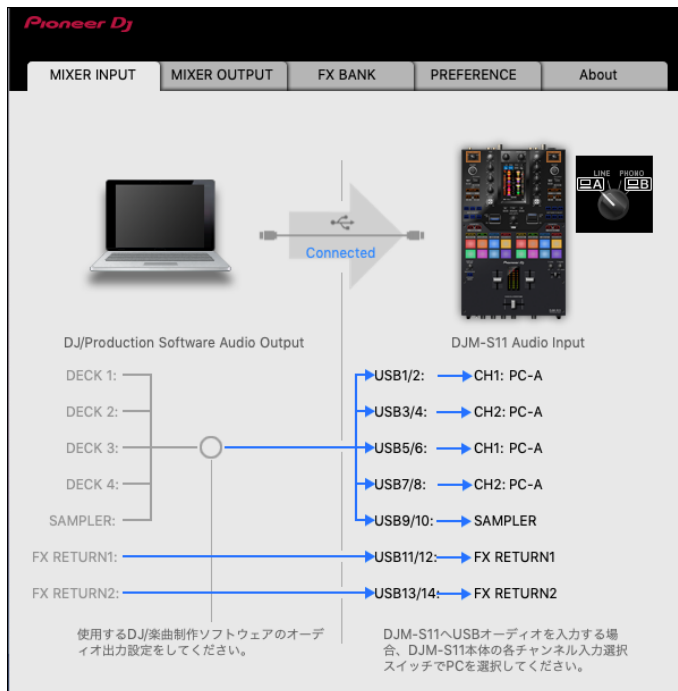 Pioneer Dj
MIXER INPUT
MIXER OUTPUT
FX BANK
PREFERENCE
About
LINE PHONO
A
B
Connected
DJ/Production Software Audio Output
DJM-S11 Audio Input
DECK 1:
USB1/2:
CH1: PC-A
DECK 2:
USB3/4:
CH2: PC-A
DECK 3:
USB5/6:
CH1: PC-A
DECK 4:
USB7/8:
CH2: PC-A
SAMPLER:
USB9/10:
SAMPLER
FX RETURN1:
USB11/12:
FX RETURN1
FX RETURN2:
USB13/14:
FX RETURN2
使用するDJ/楽曲制作ソフトウェアのオーデ
ィオ出力設定をしてください。
DJM-S11へUSBオーディオを入力する場
合、DJM-S11本体の各チャンネル入力選択
スイッチでPCを選択してください。